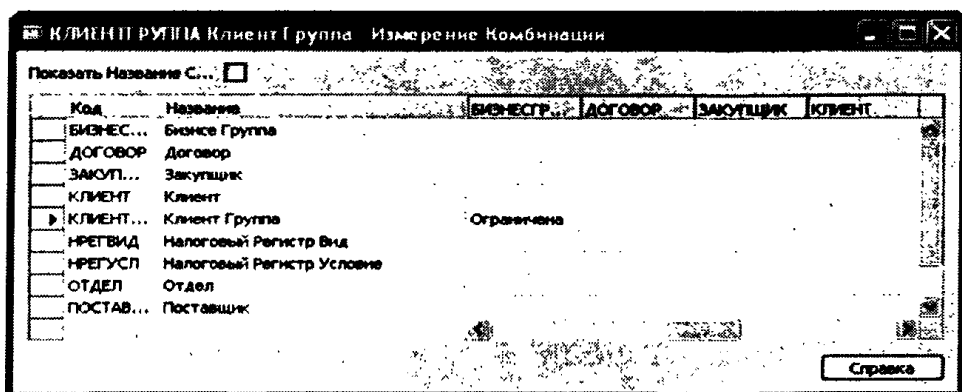 КЛИЕНТГРУППА Клиент Группа Измерение Комбинации
Показать Название С...
Код Название БИЗНЕСГР... ДОГОВОР ЗАКУПЩИК КЛИЕНТ
БИЗНЕС... Бизнсе Группа
ДОГОВОР Договор
ЗАКУП... Закупщик
КЛИЕНТ Клиент
КЛИЕНТ... Клиент Группа Ограничена
НРЕГВИД Налоговый Регистр Вид
НРЕГУСЛ Налоговый Регистр Условие
ОТДЕЛ Отдел
ПОСТАВ... Поставщик
Справка